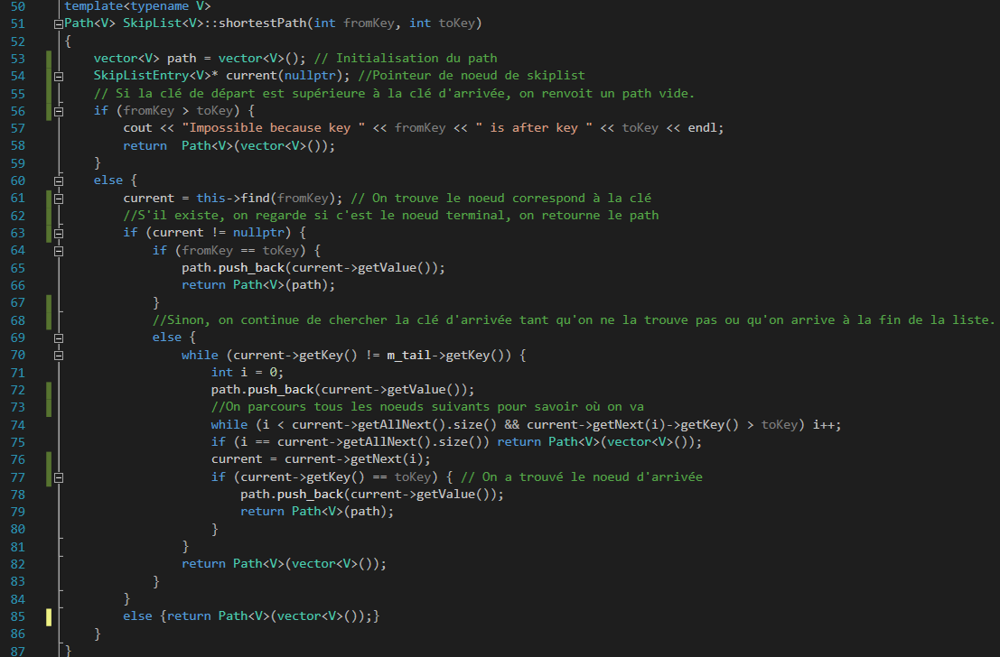 50 template<typename V>
51 Path<V> SkipList<V>::shortestPath(int fromKey, int toKey)
52 {
53     vector<V> path = vector<V>(); // Initialisation du path
54     SkipListEntry<V>* current(nullptr); //Pointeur de noeud de skiplist
55     // Si la clé de départ est supérieure à la clé d'arrivée, on renvoit un path vide.
56     if (fromKey > toKey) {
57         cout << "Impossible because key " << fromKey << " is after key " << toKey << endl;
58         return  Path<V>(vector<V>());
59     }
60     else {
61         current = this->find(fromKey); // On trouve le noeud correspond à la clé
62         //S'il existe, on regarde si c'est le noeud terminal, on retourne le path
63         if (current != nullptr) {
64             if (fromKey == toKey) {
65                 path.push_back(current->getValue());
66                 return Path<V>(path);
67             }
68             //Sinon, on continue de chercher la clé d'arrivée tant qu'on ne la trouve pas ou qu'on arrive à la fin de la liste.
69             else {
70                 while (current->getKey() != m_tail->getKey()) {
71                     int i = 0;
72                     path.push_back(current->getValue());
73                     //On parcours tous les noeuds suivants pour savoir où on va
74                     while (i < current->getAllNext().size() && current->getNext(i)->getKey() > toKey) i++;
75                     if (i == current->getAllNext().size()) return Path<V>(vector<V>());
76                     current = current->getNext(i);
77                     if (current->getKey() == toKey) { // On a trouvé le noeud d'arrivée
78                         path.push_back(current->getValue());
79                         return Path<V>(path);
80                     }
81                 }
82                 return Path<V>(vector<V>());
83             }
84         }
85         else {return Path<V>(vector<V>());}
86     }
87 }